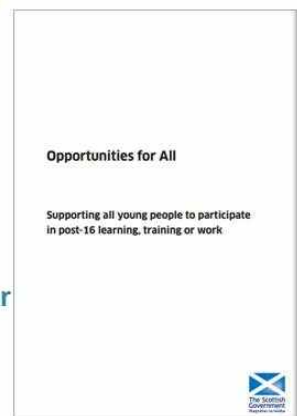 Opportunities for All
Supporting all young people to participate
in post-16 learning, training or work
r
The Scottish
Government